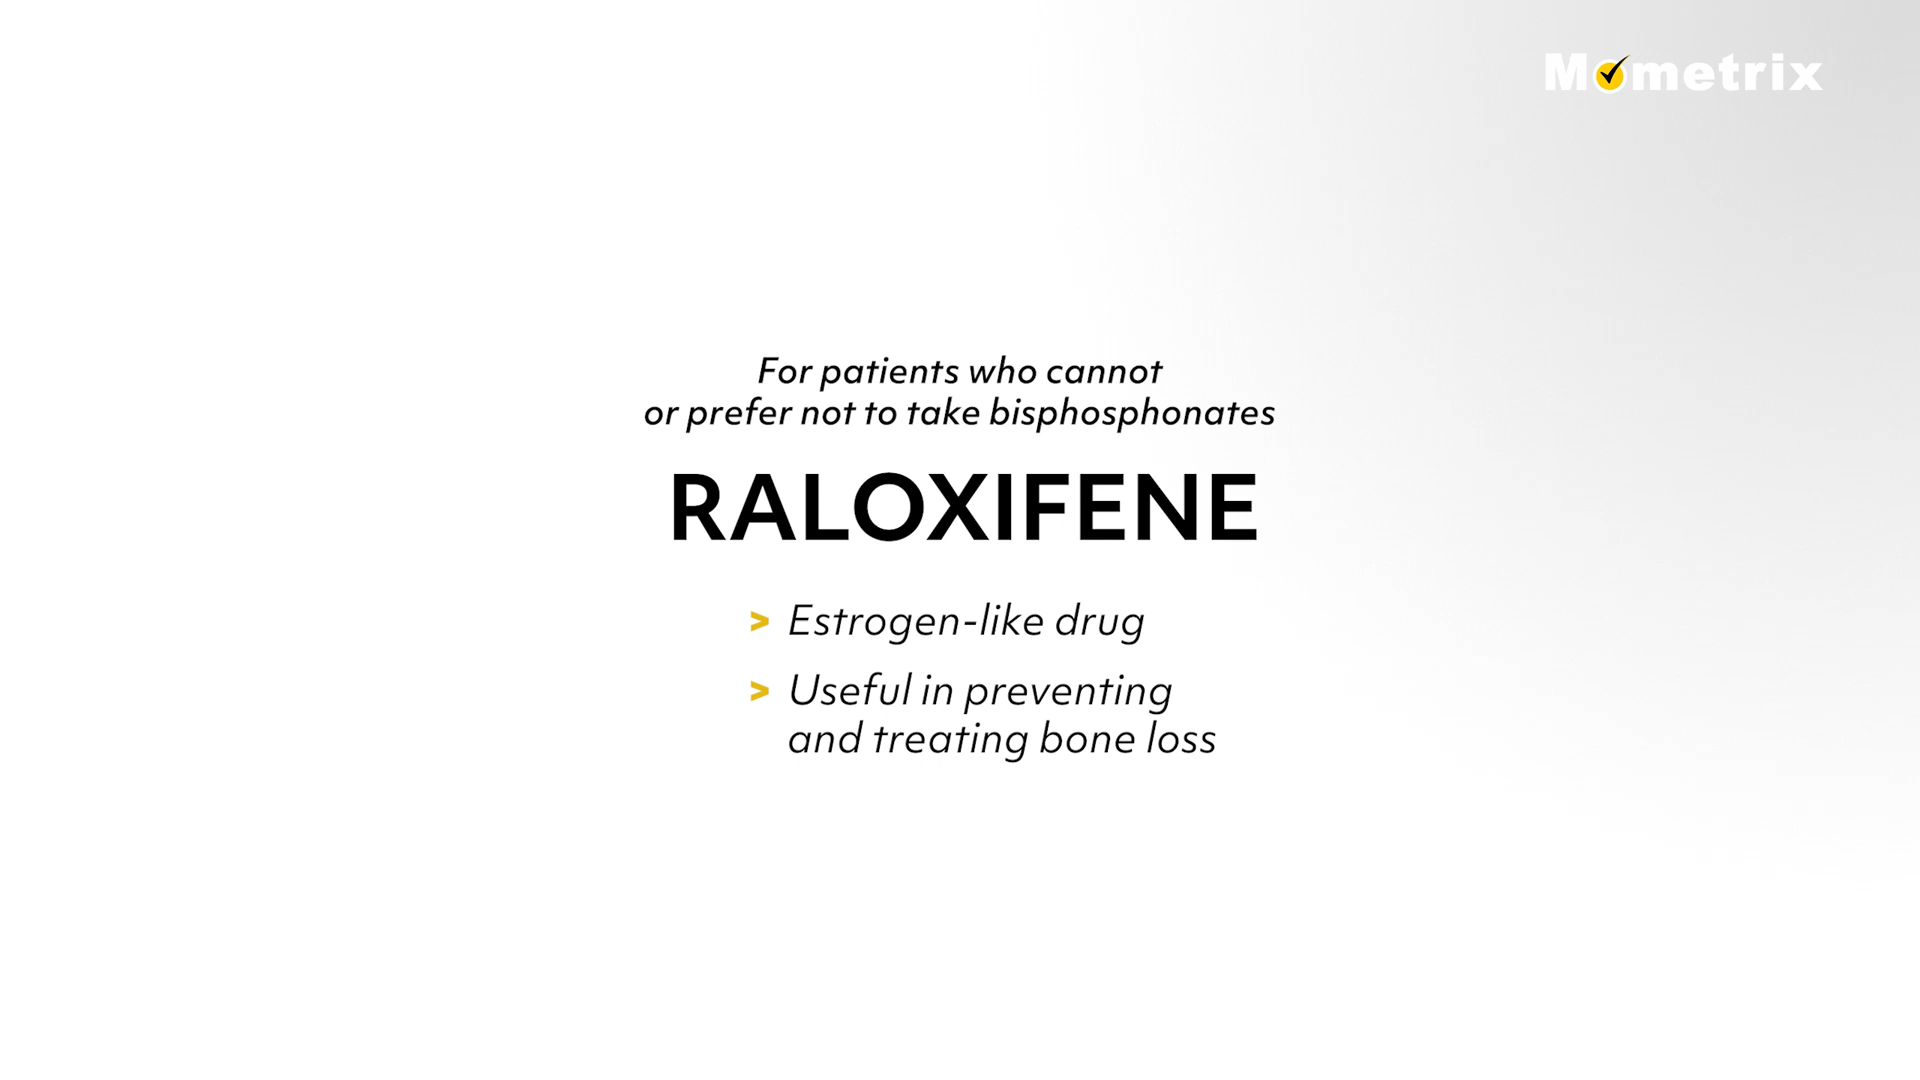 Mometrix
For patients who cannot
or prefer not to take bisphosphonates
RALOXIFENE
> Estrogen-like drug
> Useful in preventing
and treating bone loss